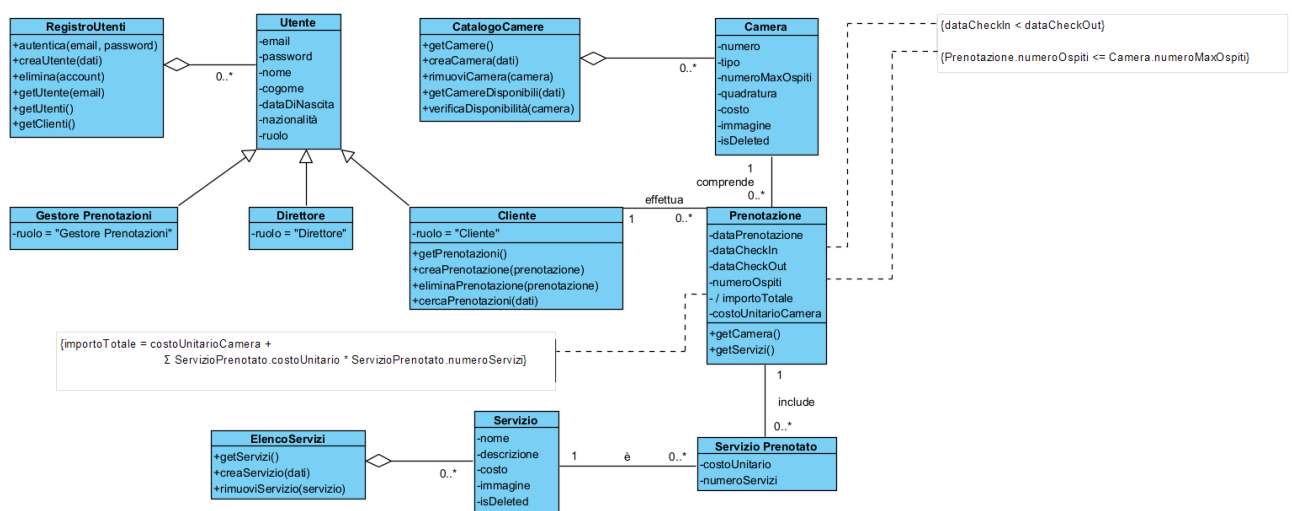 RegistroUtenti
+autentica(email, password)
+creaUtente(dati)
+elimina(account)
+getUtente(email)
+getUtenti()
+getClienti()
0..*
Utente
-email
-password
-nome
-cogome
-dataDiNascita
-nazionalità
-ruolo
CatalogoCamere
+getCamere()
+creaCamera(dati)
+rimuoviCamera(camera)
+getCamereDisponibili(dati)
+verificaDisponibilità(camera)
0..*
Camera
-numero
-tipo
-numeroMaxOspiti
-quadratura
-costo
-immagine
-isDeleted
{dataCheckIn < dataCheckOut}
{Prenotazione.numeroOspiti <= Camera.numeroMaxOspiti}
1
comprende
0..*
Gestore Prenotazioni
-ruolo = "Gestore Prenotazioni"
Direttore
-ruolo = "Direttore"
Cliente
-ruolo = "Cliente"
+getPrenotazioni()
+creaPrenotazione(prenotazione)
+eliminaPrenotazione(prenotazione)
+cercaPrenotazioni(dati)
effettua
1
0..*
Prenotazione
-dataPrenotazione
-dataCheckIn
-dataCheckOut
-numeroOspiti
- / importoTotale
-costoUnitarioCamera
+getCamera()
+getServizi()
{importoTotale = costoUnitarioCamera +
Σ ServizioPrenotato.costoUnitario * ServizioPrenotato.numeroServizi}
1
include
0..*
ElencoServizi
+getServizi()
+creaServizio(dati)
+rimuoviServizio(servizio)
0..*
Servizio
-nome
-descrizione
-costo
-immagine
-isDeleted
1
è
0..*
Servizio Prenotato
-costoUnitario
-numeroServizi